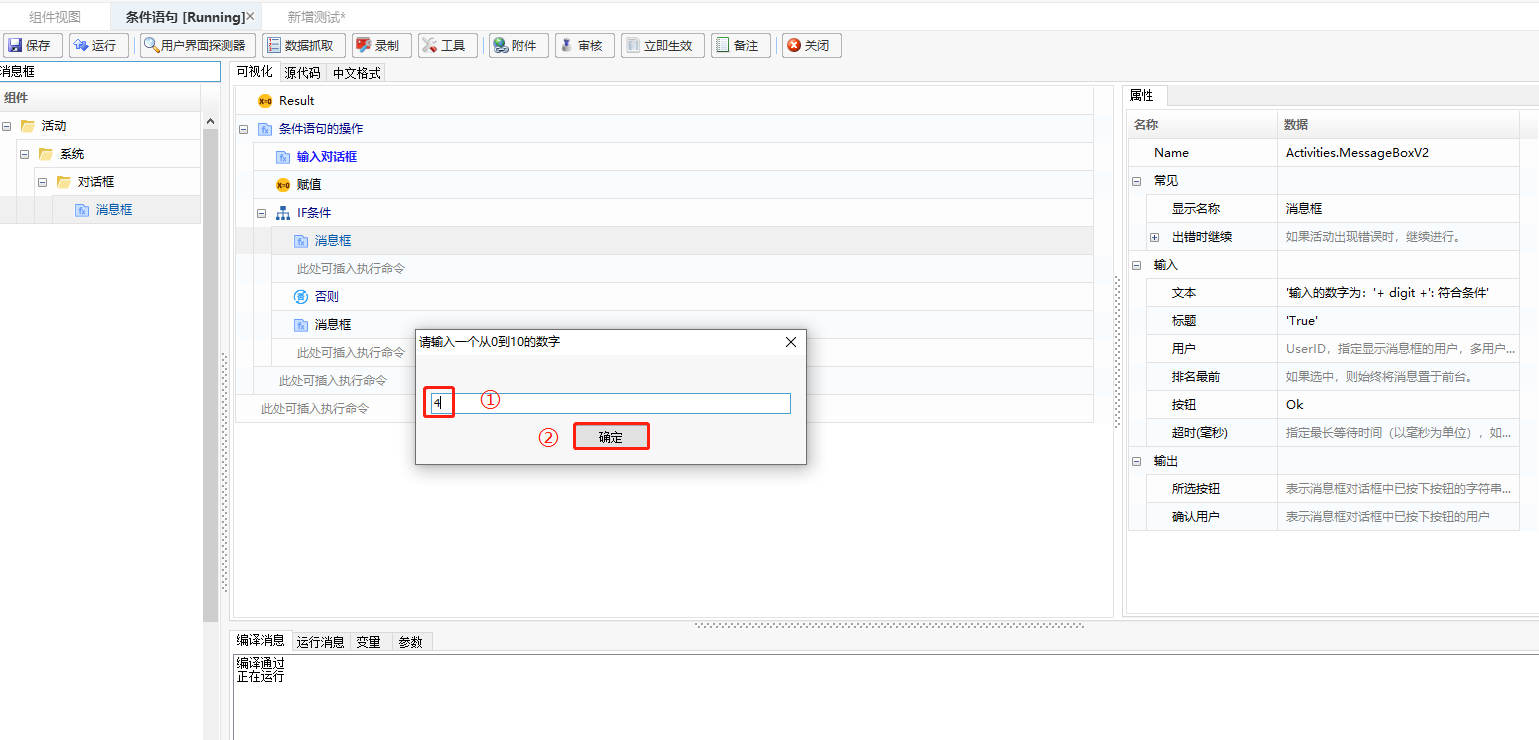 组件视图 条件语句 [Running]× 新增测试*
保存 运行 用户界面探测器 数据抓取 录制 工具 附件 审核 立即生效 备注 关闭
消息框
组件
活动
系统
对话框
消息框
可视化 源代码 中文格式
Result
条件语句的操作
输入对话框
赋值
IF条件
消息框
此处可插入执行命令
否则
消息框
此处可插入执行命令
此处可插入执行命令
此处可插入执行命令
请输入一个从0到10的数字
4 ①
② 确定
属性
名称 数据
Name Activities.MessageBoxV2
常见
显示名称 消息框
出错时继续 如果活动出现错误时，继续进行。
输入
文本 '输入的数字为：'+ digit +': 符合条件'
标题 'True'
用户 UserID，指定显示消息框的用户，多用户...
排名最前 如果选中，则始终将消息置于前台。
按钮 Ok
超时(毫秒) 指定最长等待时间（以毫秒为单位），如...
输出
所选按钮 表示消息框对话框中已按下按钮的字符串...
确认用户 表示消息框对话框中已按下按钮的用户
编译消息 运行消息 变量 参数
编译通过
正在运行